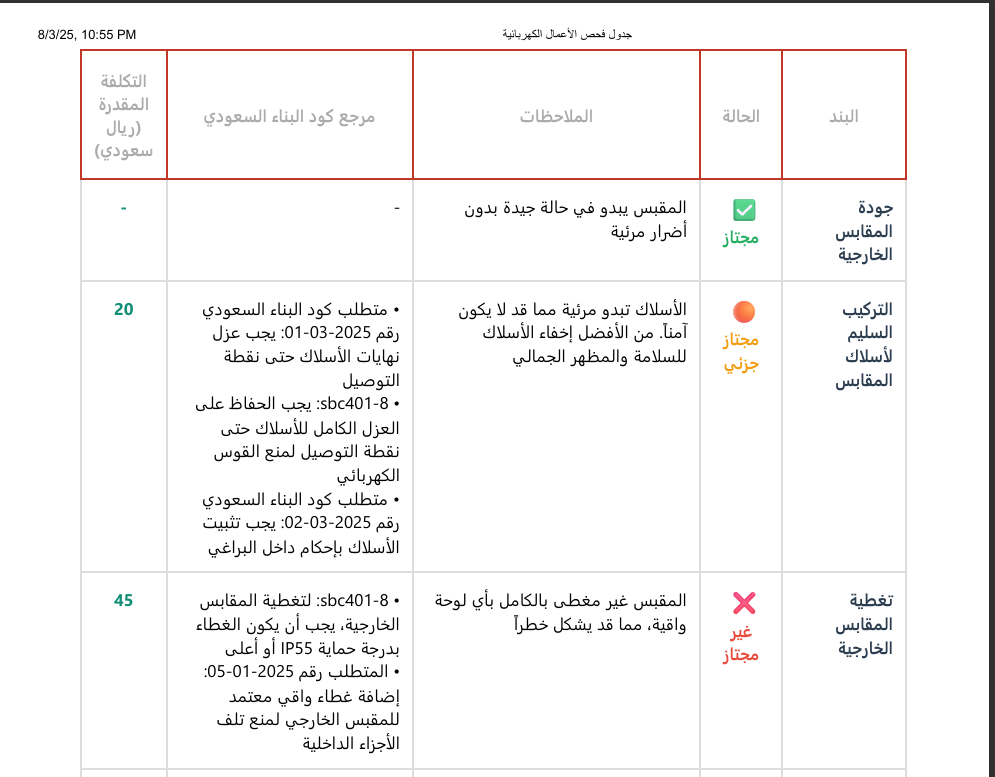 8/3/25, 10:55 PM
جدول فحص الأعمال الكهربائية
البند
الحالة
الملاحظات
مرجع كود البناء السعودي
التكلفة
المقدرة
(ريال
سعودي)
جودة
المقابس
الخارجية
✅
مجتاز
المقبس يبدو في حالة جيدة بدون
أضرار مرئية
-
-
التركيب
السليم
لأسلاك
المقابس
مجتاز
جزئي
الأسلاك تبدو مرئية مما قد لا يكون
آمناً. من الأفضل إخفاء الأسلاك
للسلامة والمظهر الجمالي
• متطلب كود البناء السعودي
رقم 2025-03-01: يجب عزل
نهايات الأسلاك حتى نقطة
التوصيل
• sbc401-8: يجب الحفاظ على
العزل الكامل للأسلاك حتى
نقطة التوصيل لمنع القوس
الكهربائي
• متطلب كود البناء السعودي
رقم 2025-03-02: يجب تثبيت
الأسلاك بإحكام داخل البراغي
20
تغطية
المقابس
الخارجية
❌
غير
مجتاز
المقبس غير مغطى بالكامل بأي لوحة
واقية، مما قد يشكل خطراً
• sbc401-8: لتغطية المقابس
الخارجية، يجب أن يكون الغطاء
بدرجة حماية IP55 أو أعلى
• المتطلب رقم 2025-01-05:
إضافة غطاء واقي معتمد
للمقبس الخارجي لمنع تلف
الأجزاء الداخلية
45